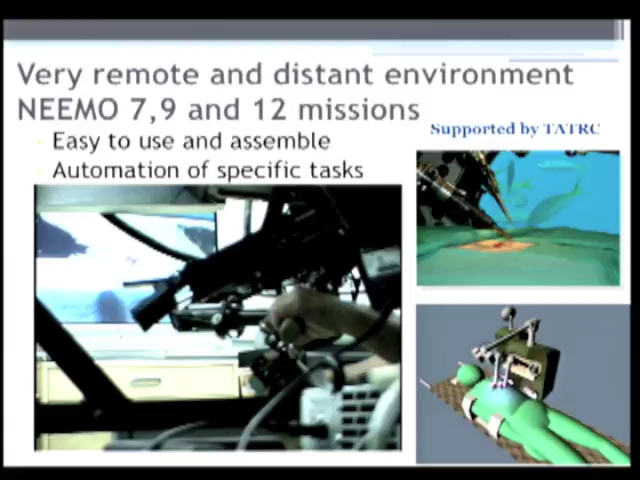 Very remote and distant environment
NEEMO 7,9 and 12 missions
Supported by TATRC
Easy to use and assemble
Automation of specific tasks